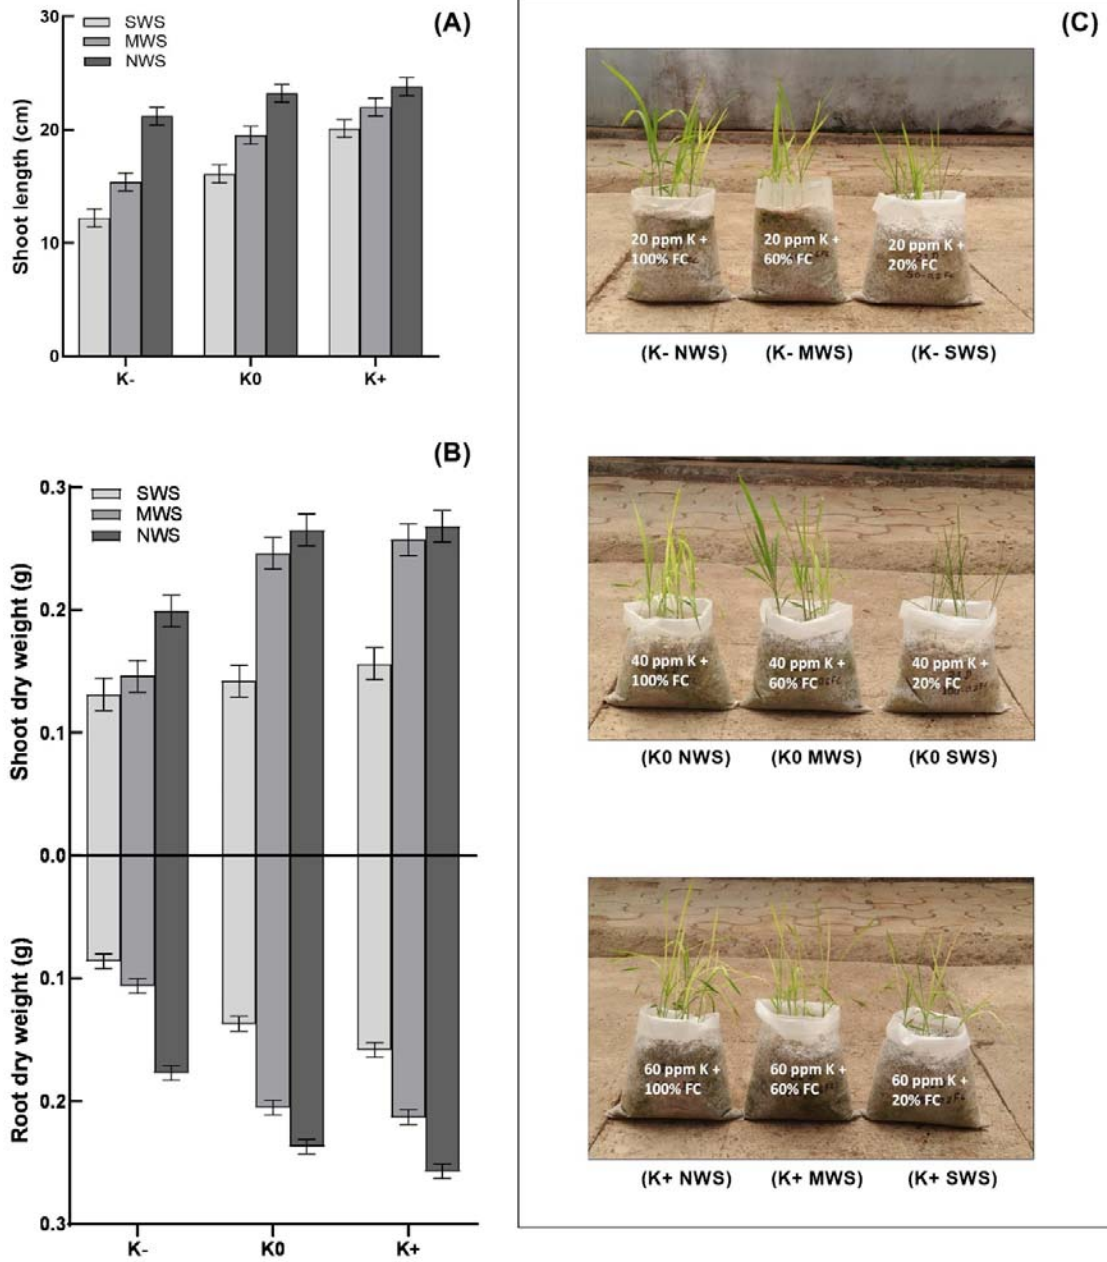 (A)
SWS
MWS
NWS
30
20
10
0
Shoot length (cm)
K- K0 K+
(B)
SWS
MWS
NWS
0.3
0.2
0.1
0.0
0.1
0.2
0.3
Shoot dry weight (g)
Root dry weight (g)
K- K0 K+
(C)
20 ppm K +
100% FC
20 ppm K +
60% FC
20 ppm K +
20% FC
(K- NWS) (K- MWS) (K- SWS)
40 ppm K +
100% FC
40 ppm K +
60% FC
40 ppm K +
20% FC
(K0 NWS) (K0 MWS) (K0 SWS)
60 ppm K +
100% FC
60 ppm K +
60% FC
60 ppm K +
20% FC
(K+ NWS) (K+ MWS) (K+ SWS)